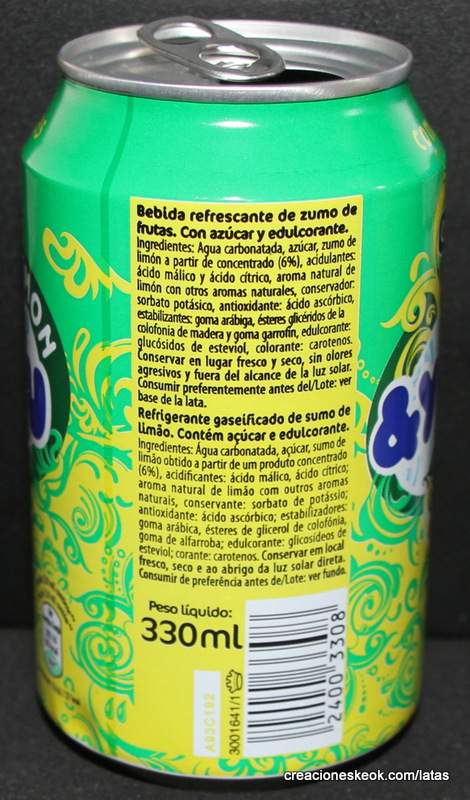 Bebida refrescante de zumo de
frutas. Con azúcar y edulcorante.
Ingredientes: Agua carbonatada, azúcar, zumo de
limón a partir de concentrado (6%), acidulantes:
ácido málico y ácido cítrico, aroma natural de
limón con otros aromas naturales, conservador:
sorbato potásico, antioxidante: ácido ascórbico,
estabilizantes: goma arábiga, ésteres glicéridos de la
colofonia de madera y goma garrofín, edulcorante:
glucósidos de esteviol, colorante: carotenos.
Conservar en lugar fresco y seco, sin olores
agresivos y fuera del alcance de la luz solar.
Consumir preferentemente antes del/Lote: ver
base de la lata.
Refrigerante gaseificado de sumo de
limão. Contém açúcar e edulcorante.
Ingredientes: Água carbonatada, açúcar, sumo de
limão obtido a partir de um produto concentrado
(6%), acidificantes: ácido málico, ácido cítrico;
aroma natural de limão com outros aromas
naturais, conservante: sorbato de potássio;
antioxidante: ácido ascórbico; estabilizadores:
goma arábica, ésteres de glicerol de colofónia,
goma de alfarroba; edulcorante: glicosídeos de
esteviol; corante: carotenos. Conservar em local
fresco, seco e ao abrigo da luz solar direta.
Consumir de preferência antes de/Lote: ver fundo.
Peso líquido:
330ml
A93C192
3001641/1
2400 3308
MON
&
creacioneskeok.com/latas